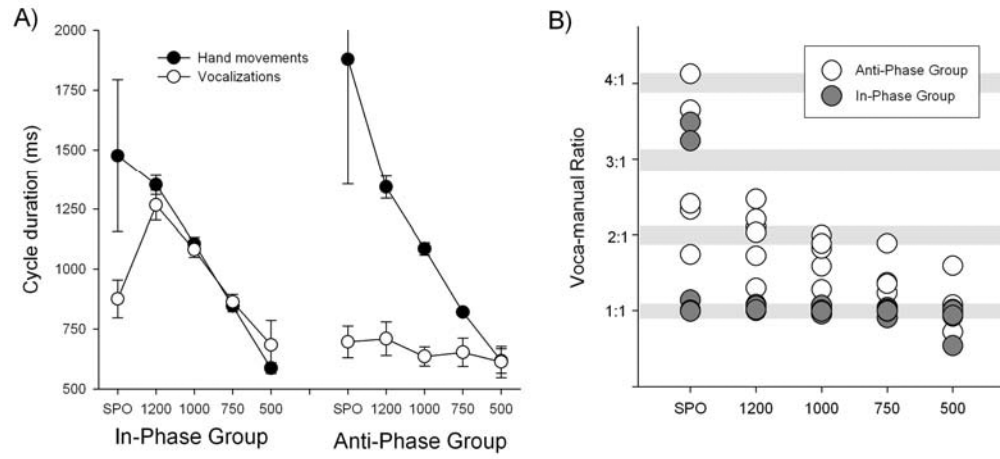 A)
2000
1750
1500
1250
1000
750
500
Cycle duration (ms)
Hand movements
Vocalizations
SPO 1200 1000 750 500 SPO 1200 1000 750 500
In-Phase Group Anti-Phase Group
B)
4:1
3:1
2:1
1:1
Voca-manual Ratio
Anti-Phase Group
In-Phase Group
SPO 1200 1000 750 500